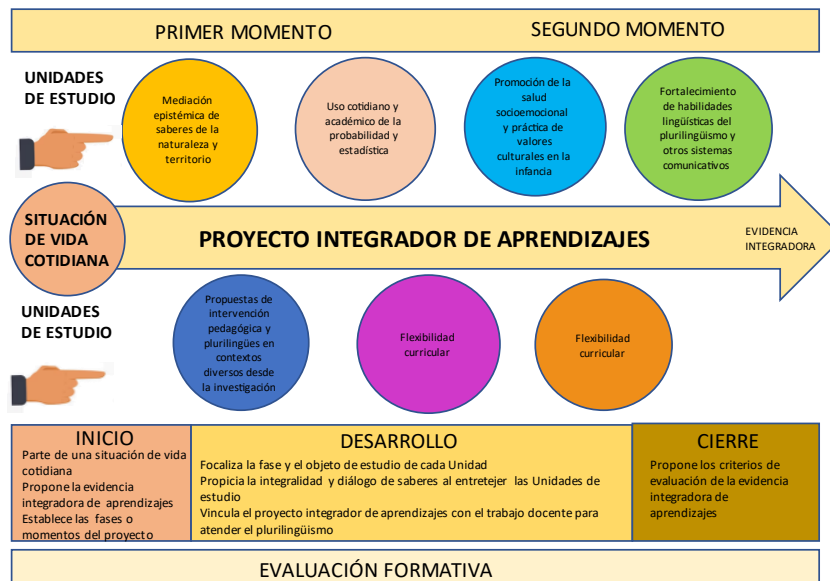 PRIMER MOMENTO
SEGUNDO MOMENTO
UNIDADES
DE ESTUDIO
Mediación
epistémica de
saberes de la
naturaleza y
territorio
Uso cotidiano y
académico de la
probabilidad y
estadística
Promoción de la
salud
socioemocional
y práctica de
valores
culturales en la
infancia
Fortalecimiento
de habilidades
lingüísticas del
plurilingüismo y
otros sistemas
comunicativos
SITUACIÓN
DE VIDA
COTIDIANA
PROYECTO INTEGRADOR DE APRENDIZAJES
EVIDENCIA
INTEGRADORA
UNIDADES
DE ESTUDIO
Propuestas de
intervención
pedagógica y
plurilingües en
contextos
diversos desde
la investigación
Flexibilidad
curricular
Flexibilidad
curricular
INICIO
Parte de una situación de vida
cotidiana
Propone la evidencia
integradora de aprendizajes
Establece las fases o
momentos del proyecto
DESARROLLO
Focaliza la fase y el objeto de estudio de cada Unidad
Propicia la integralidad y diálogo de saberes al entretejer las Unidades de
estudio
Vincula el proyecto integrador de aprendizajes con el trabajo docente para
atender el plurilingüismo
CIERRE
Propone los criterios de
evaluación de la evidencia
integradora de
aprendizajes
EVALUACIÓN FORMATIVA